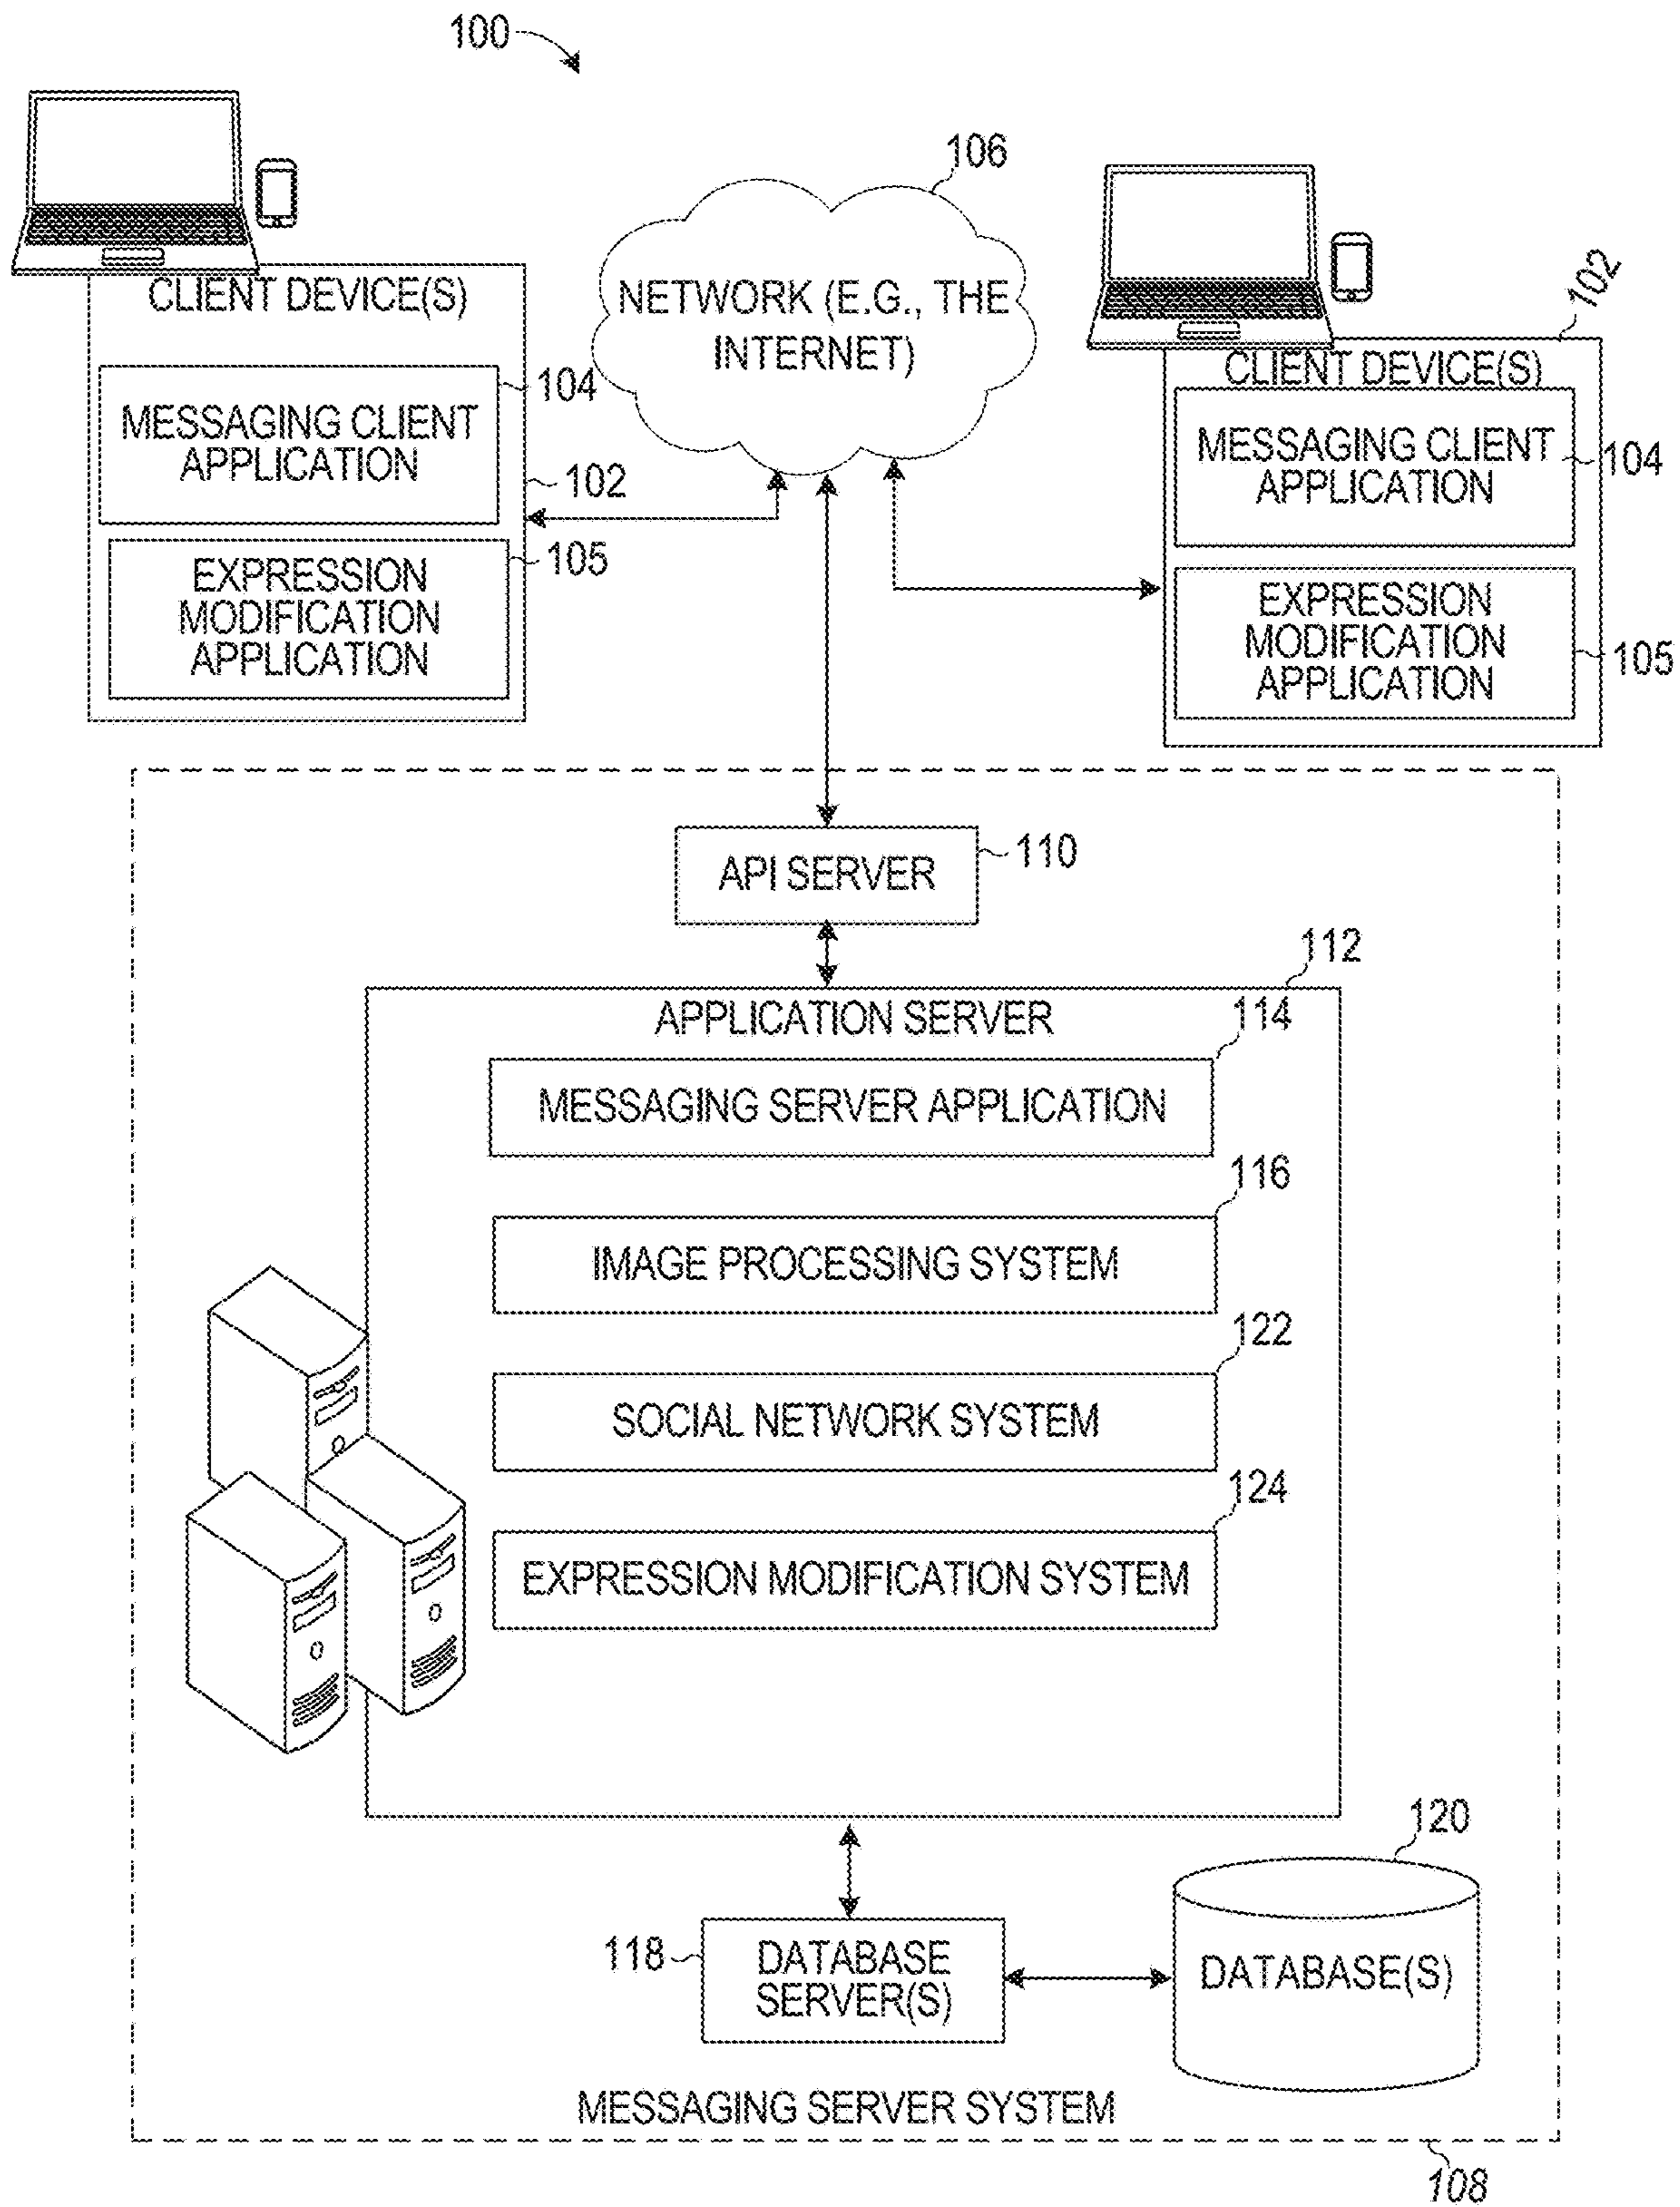 100
106
NETWORK (E.G., THE
INTERNET)
CLIENT DEVICE(S)
104
MESSAGING CLIENT
APPLICATION
102
105
EXPRESSION
MODIFICATION
APPLICATION
102
CLIENT DEVICE(S)
MESSAGING CLIENT
APPLICATION
104
EXPRESSION
MODIFICATION
APPLICATION
105
API SERVER
110
112
APPLICATION SERVER
114
MESSAGING SERVER APPLICATION
116
IMAGE PROCESSING SYSTEM
122
SOCIAL NETWORK SYSTEM
124
EXPRESSION MODIFICATION SYSTEM
118
DATABASE
SERVER(S)
120
DATABASE(S)
MESSAGING SERVER SYSTEM
108